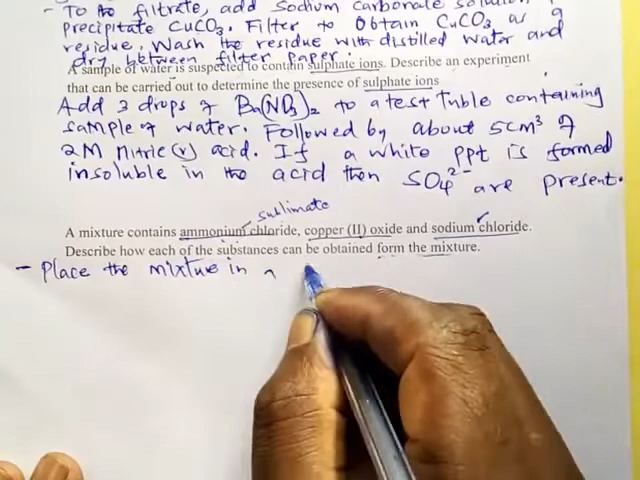 - To the filtrate, add sodium carbonate solution
precipitate CuCO3. Filter to obtain CuCO3 as a
residue. Wash the residue with distilled water and
dry between filter paper.
A sample of water is suspected to contain sulphate ions. Describe an experiment
that can be carried out to determine the presence of sulphate ions
Add 3 drops of Ba(NO3)2 to a test tube containing
sample of water. Followed by about 5cm3 of
2M nitric(v) acid. If a white ppt is formed
insoluble in the acid then SO4²⁻ are present.
sublimate
A mixture contains ammonium chloride, copper (II) oxide and sodium chloride.
Describe how each of the substances can be obtained form the mixture.
- Place the mixture in a